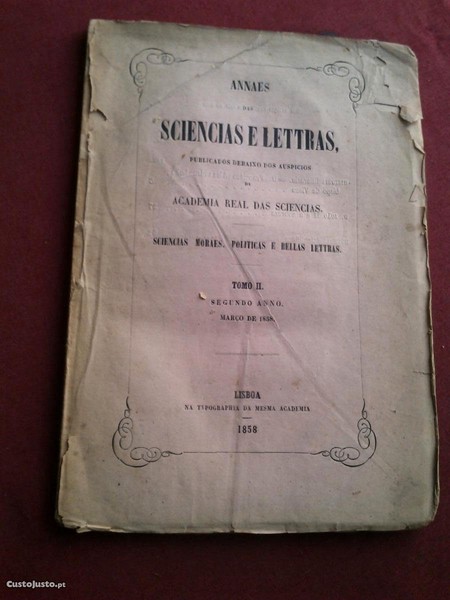 ANNAES
DAS
SCIENCIAS E LETTRAS,
PUBLICADOS DEBAIXO DOS AUSPICIOS
DA
ACADEMIA REAL DAS SCIENCIAS.
SCIENCIAS MORAES, POLITICAS E BELLAS LETTRAS.
TOMO II.
SEGUNDO ANNO.
MARÇO DE 1858.
LISBOA
NA TYPOGRAPHIA DA MESMA ACADEMIA
1858
CustoJusto.pt